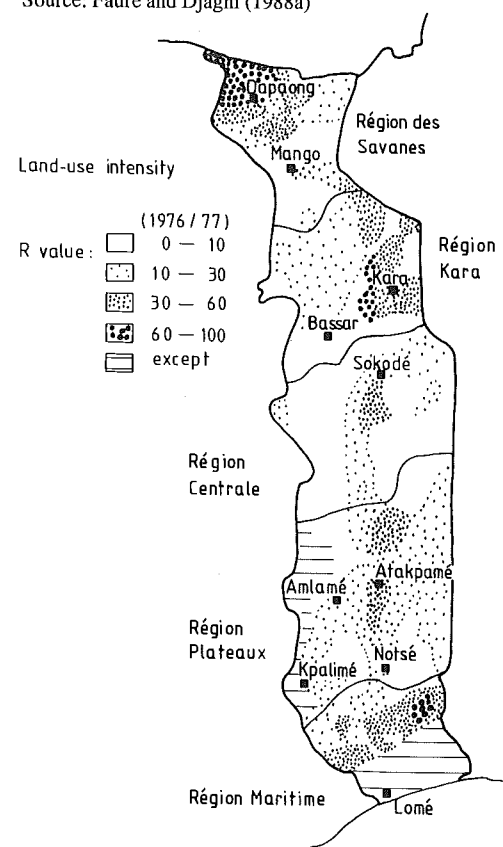 Source: Faure and Djagni (1988a)
Dapaong
Région des
Savanes
Mango
Land-use intensity
(1976/77)
R value: 0 — 10
10 — 30
30 — 60
60 — 100
except
Région
Kara
Kara
Bassar
Sokodé
Région
Centrale
Atakpamé
Amlamé
Région
Plateaux
Notsé
Kpalimé
Région Maritime
Lomé